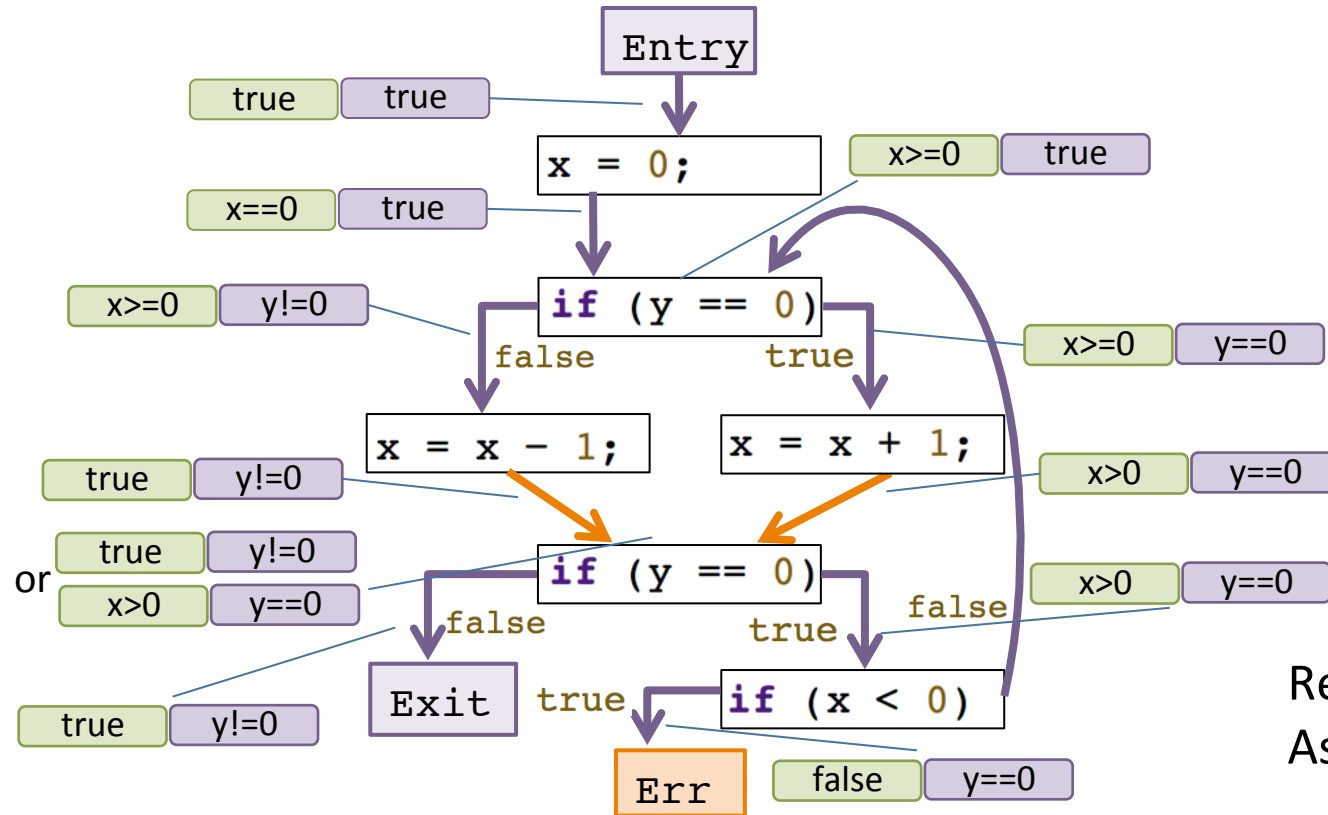 Entry
true true
x = 0;
x>=0 true
x==0 true
x>=0 y!=0
if (y == 0)
false true
x>=0 y==0
x = x - 1;
x = x + 1;
true y!=0
x>0 y==0
true y!=0
or
x>0 y==0
if (y == 0)
x>0 y==0
false true false
true y!=0
Exit
true
if (x < 0)
Re
As
Err
false y==0